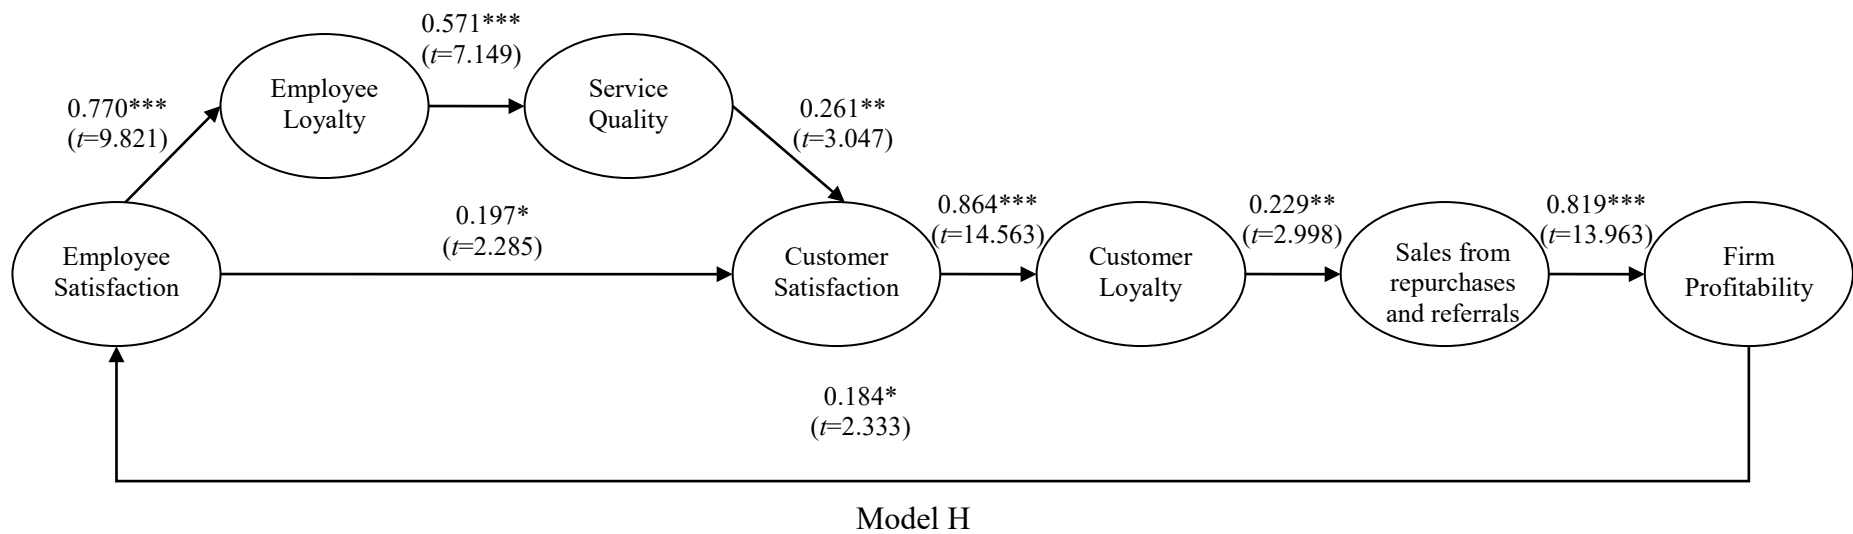 0.571***
(t=7.149)
Employee
Loyalty
Service
Quality
0.770***
(t=9.821)
0.261**
(t=3.047)
0.197*
(t=2.285)
0.864***
(t=14.563)
0.229**
(t=2.998)
0.819***
(t=13.963)
Employee
Satisfaction
Customer
Satisfaction
Customer
Loyalty
Sales from
repurchases
and referrals
Firm
Profitability
0.184*
(t=2.333)
Model H